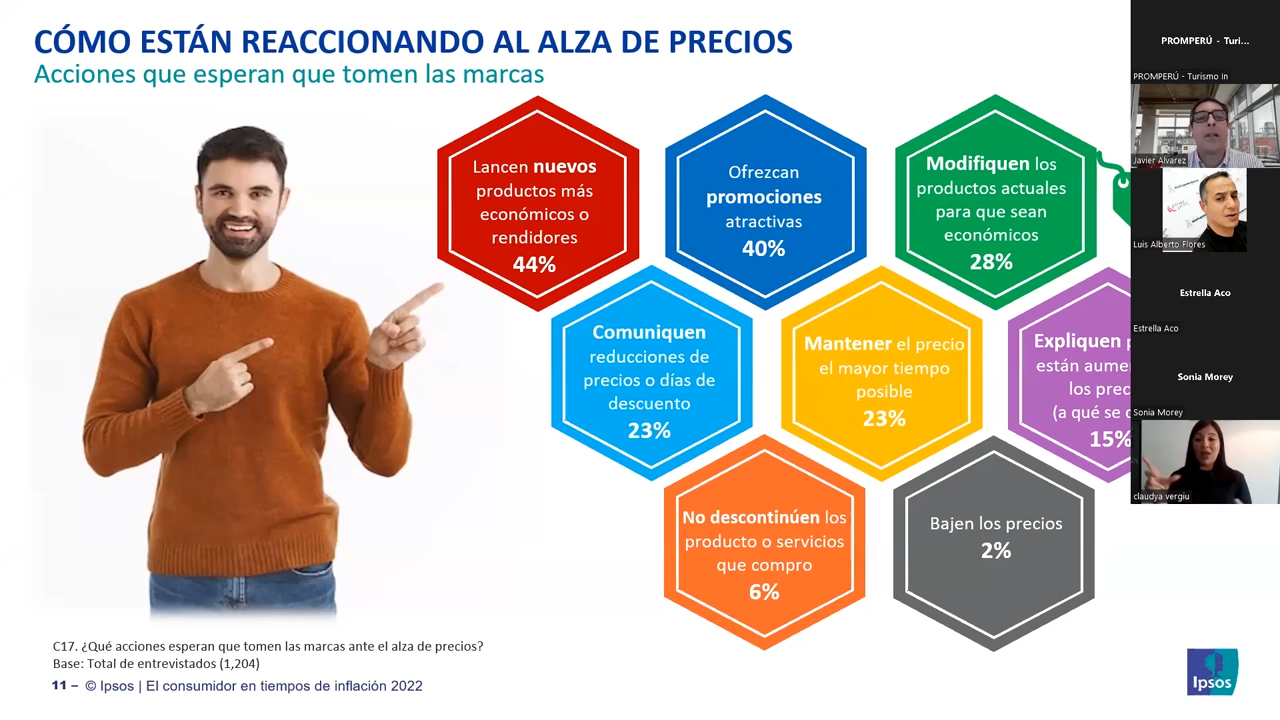 CÓMO ESTÁN REACCIONANDO AL ALZA DE PRECIOS
Acciones que esperan que tomen las marcas
Lancen nuevos
productos más
económicos o
rendidores
44%
Ofrezcan
promociones
atractivas
40%
Modifiquen los
productos actuales
para que sean
económicos
28%
Comuniquen
reducciones de
precios o días de
descuento
23%
Mantener el precio
el mayor tiempo
posible
23%
Expliquen
están
los
(a qué se
15%
No descontinúen los
producto o servicios
que compro
6%
Bajen los precios
2%
C17. ¿Qué acciones esperan que tomen las marcas ante el alza de precios?
Base: Total de entrevistados (1,204)
11 – © Ipsos | El consumidor en tiempos de inflación 2022
Ipsos
PROMPERÚ - Turi...
PROMPERÚ - Turismo In
Javier Alvarez
Luis Alberto Flores
Estrella Aco
Estrella Aco
Sonia Morey
Sonia Morey
claudya vergiu